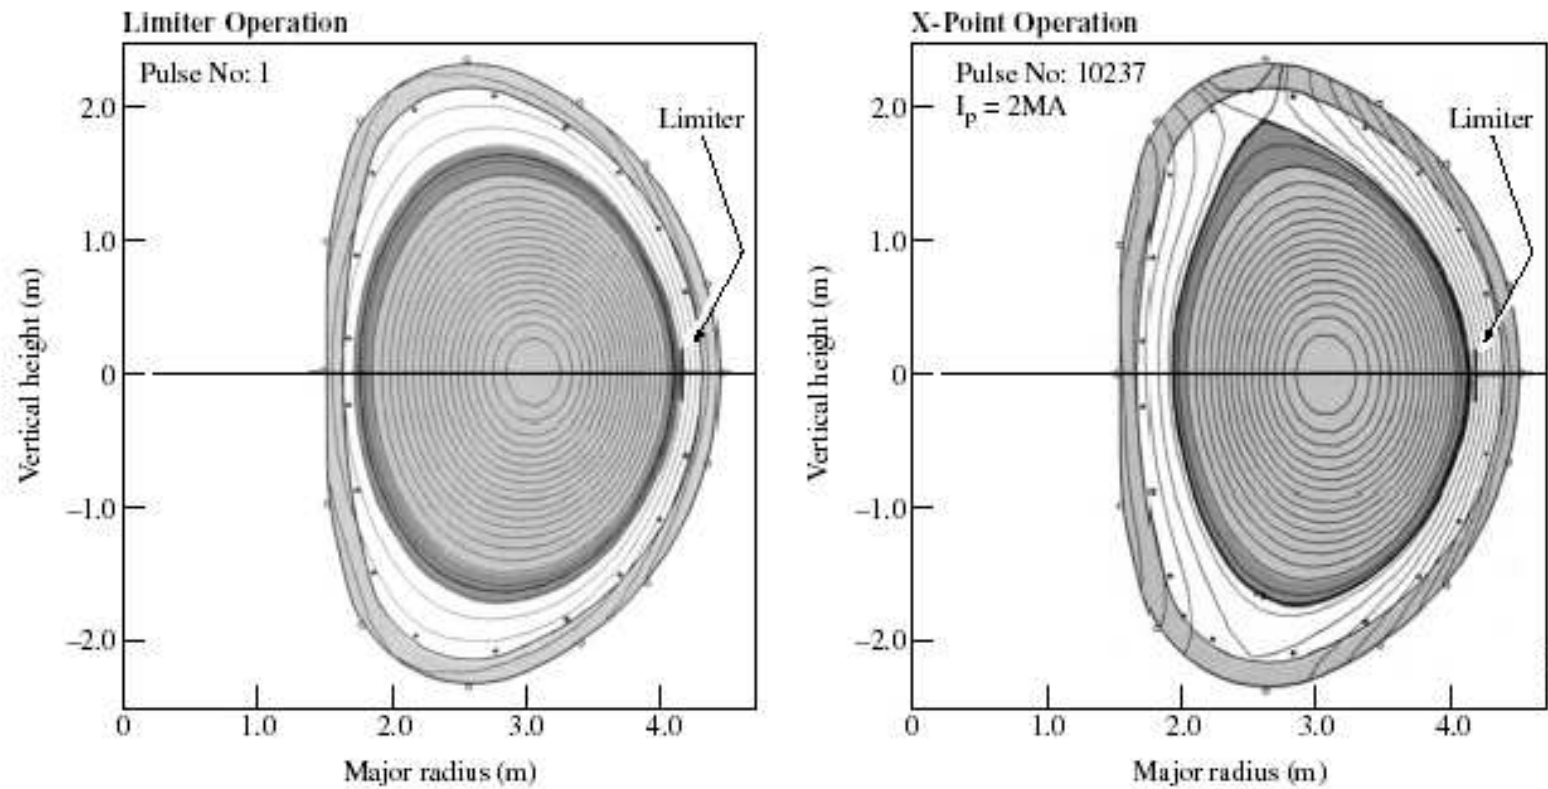 Limiter Operation
Pulse No: 1
Limiter
2.0
1.0
0
–1.0
–2.0
Vertical height (m)
0
1.0
2.0
3.0
4.0
Major radius (m)
X-Point Operation
Pulse No: 10237
Iₚ = 2MA
Limiter
2.0
1.0
0
–1.0
–2.0
Vertical height (m)
0
1.0
2.0
3.0
4.0
Major radius (m)